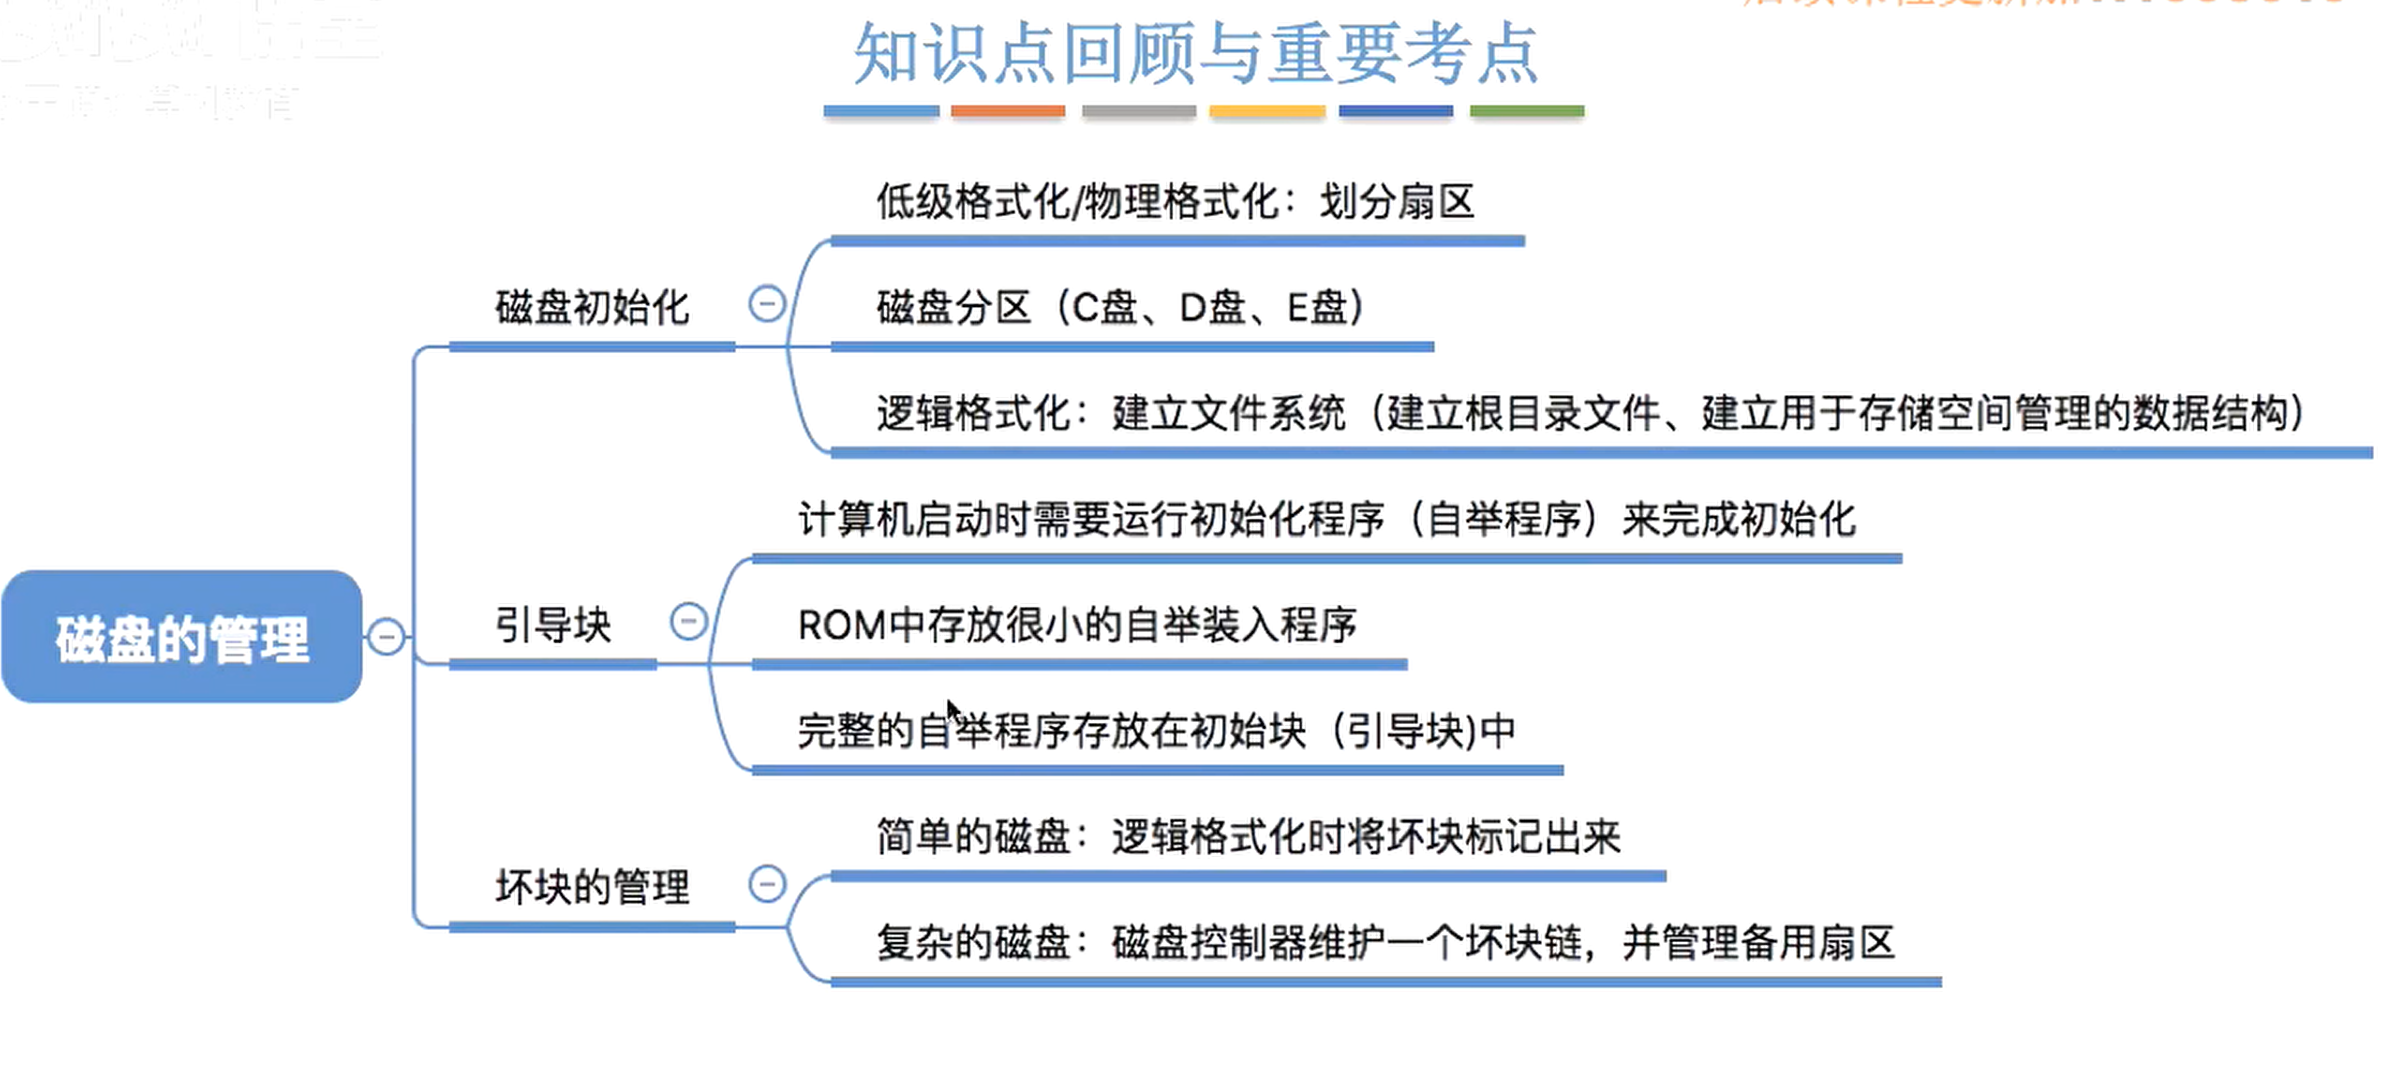 知识点回顾与重要考点
低级格式化/物理格式化：划分扇区
磁盘初始化
磁盘分区（C盘、D盘、E盘）
逻辑格式化：建立文件系统（建立根目录文件、建立用于存储空间管理的数据结构）
计算机启动时需要运行初始化程序（自举程序）来完成初始化
磁盘的管理
引导块
ROM中存放很小的自举装入程序
完整的自举程序存放在初始块（引导块)中
简单的磁盘：逻辑格式化时将坏块标记出来
坏块的管理
复杂的磁盘：磁盘控制器维护一个坏块链，并管理备用扇区